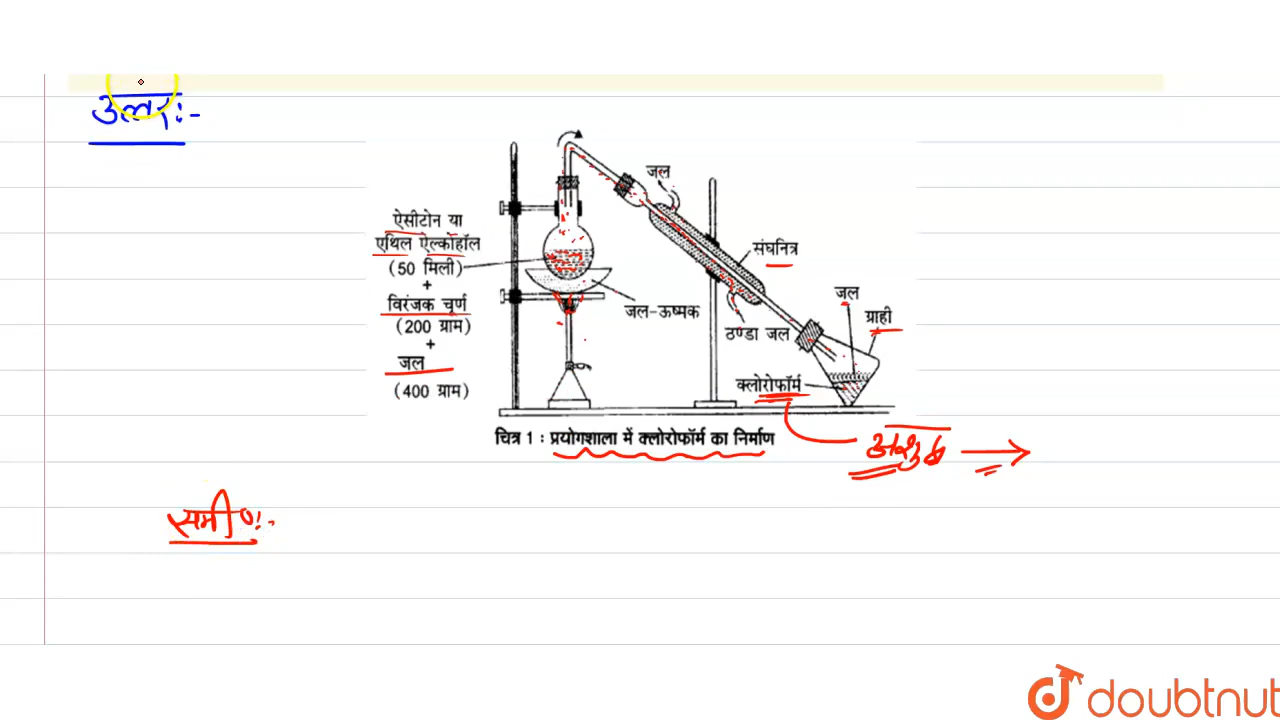 उत्तर:-
जल
ऐसीटोन या
एथिल ऐल्कोहॉल
(50 मिली)
+
विरंजक चूर्ण
(200 ग्राम)
+
जल
(400 ग्राम)
संघनित्र
जल
ग्राही
जल-ऊष्मक
ठण्डा जल
क्लोरोफॉर्म
चित्र 1 : प्रयोगशाला में क्लोरोफॉर्म का निर्माण
अशुद्ध
समी०:-
doubtnut